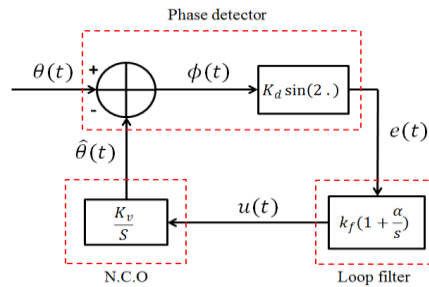 Phase detector
θ(t)
+
-
ϕ(t)
K_d sin(2 .)
e(t)
θ̂(t)
K_v/S
u(t)
k_f(1 + α/s)
N.C.O
Loop filter